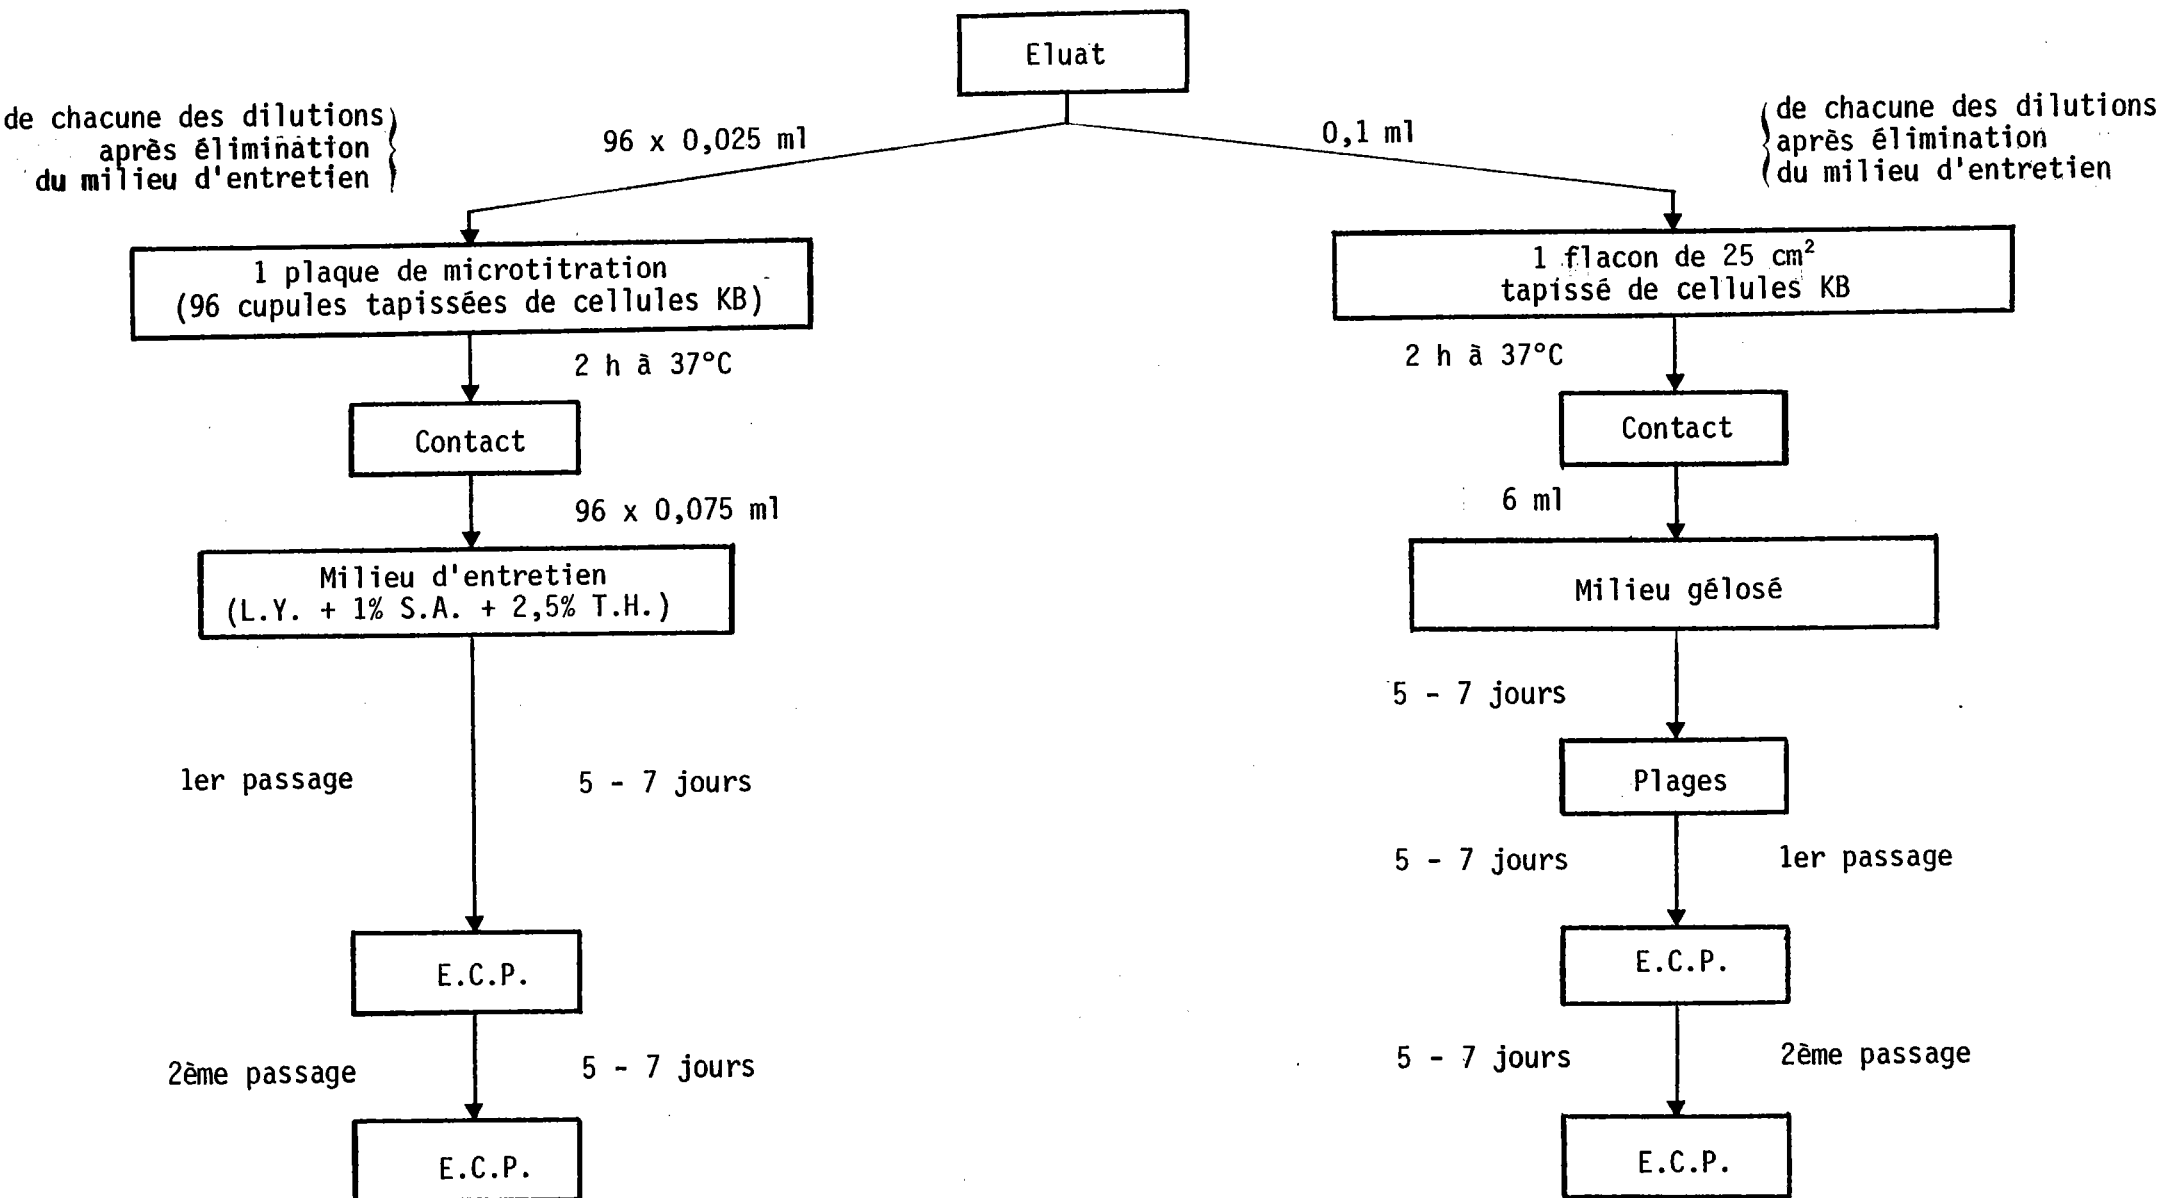 Eluat
de chacune des dilutions
après élimination
du milieu d'entretien
96 x 0,025 ml
0,1 ml
de chacune des dilutions
après élimination
du milieu d'entretien
1 plaque de microtitration
(96 cupules tapissées de cellules KB)
1 flacon de 25 cm²
tapissé de cellules KB
2 h à 37°C
2 h à 37°C
Contact
Contact
96 x 0,075 ml
6 ml
Milieu d'entretien
(L.Y. + 1% S.A. + 2,5% T.H.)
Milieu gélosé
5 - 7 jours
1er passage
5 - 7 jours
Plages
5 - 7 jours
1er passage
E.C.P.
E.C.P.
2ème passage
5 - 7 jours
5 - 7 jours
2ème passage
E.C.P.
E.C.P.